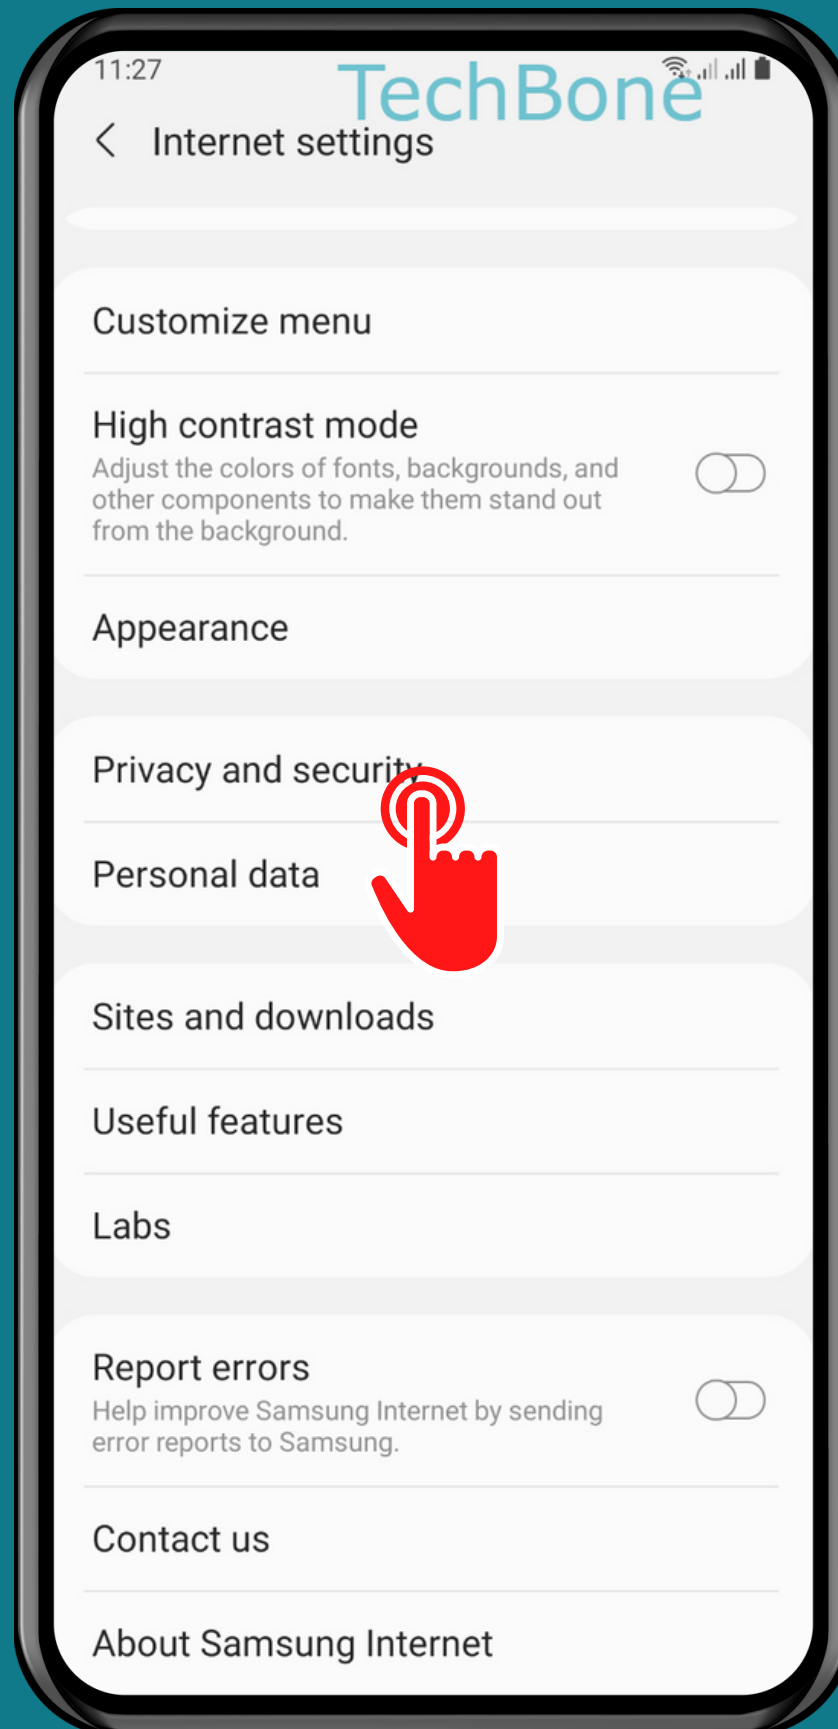 11:27
TechBone
Internet settings
Customize menu
High contrast mode
Adjust the colors of fonts, backgrounds, and
other components to make them stand out
from the background.
Appearance
Privacy and security
Personal data
Sites and downloads
Useful features
Labs
Report errors
Help improve Samsung Internet by sending
error reports to Samsung.
Contact us
About Samsung Internet